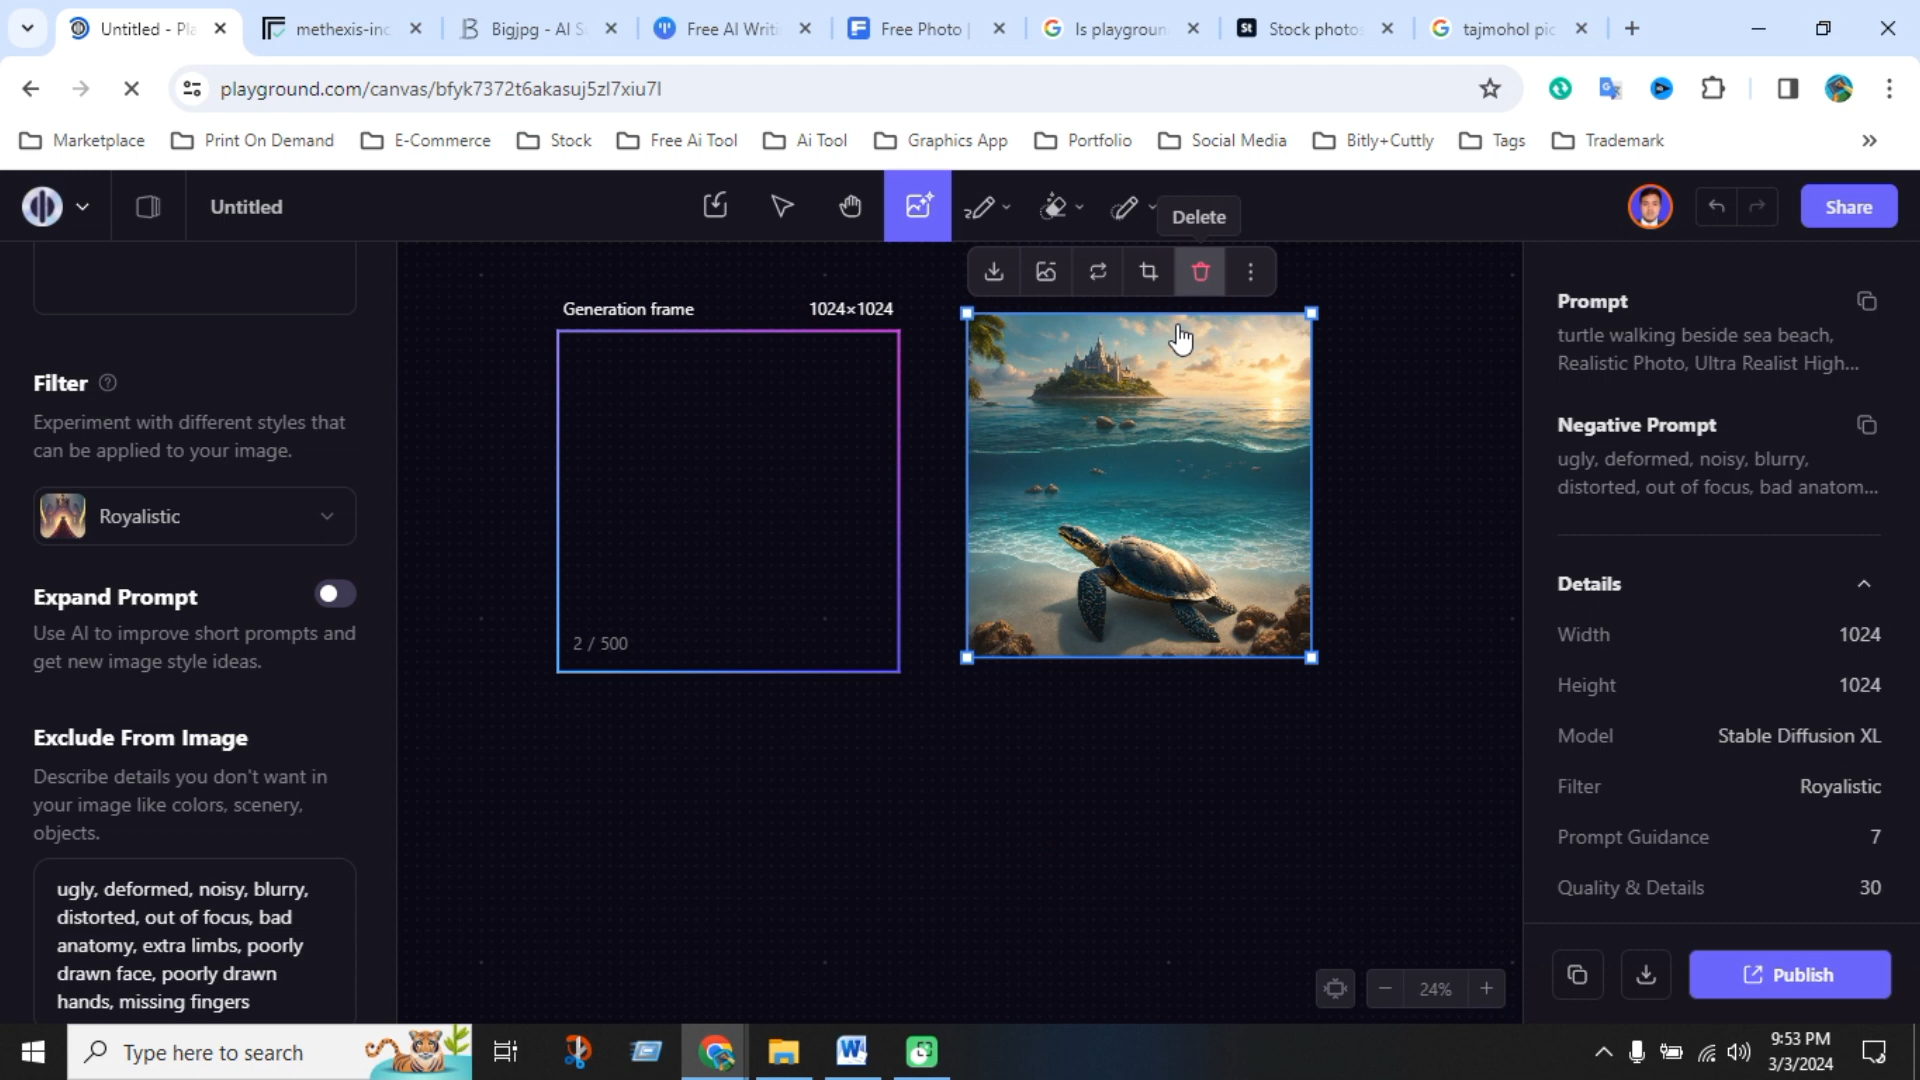 Untitled - Pla
methexis-inc
Bigjpg - AI S
Free AI Writi
Free Photo |
Is playgroun
St
Stock photos
tajmohol pic
playground.com/canvas/bfyk7372t6akasuj5zl7xiu7l
Marketplace
Print On Demand
E-Commerce
Stock
Free Ai Tool
Ai Tool
Graphics App
Portfolio
Social Media
Bitly+Cuttly
Tags
Trademark
Untitled
Delete
Share
Generation frame
1024×1024
2 / 500
Filter
Experiment with different styles that
can be applied to your image.
Royalistic
Expand Prompt
Use AI to improve short prompts and
get new image style ideas.
Exclude From Image
Describe details you don't want in
your image like colors, scenery,
objects.
ugly, deformed, noisy, blurry,
distorted, out of focus, bad
anatomy, extra limbs, poorly
drawn face, poorly drawn
hands, missing fingers
Prompt
turtle walking beside sea beach,
Realistic Photo, Ultra Realist High...
Negative Prompt
ugly, deformed, noisy, blurry,
distorted, out of focus, bad anatom...
Details
Width 1024
Height 1024
Model Stable Diffusion XL
Filter Royalistic
Prompt Guidance 7
Quality & Details 30
24%
Publish
Type here to search
9:53 PM
3/3/2024